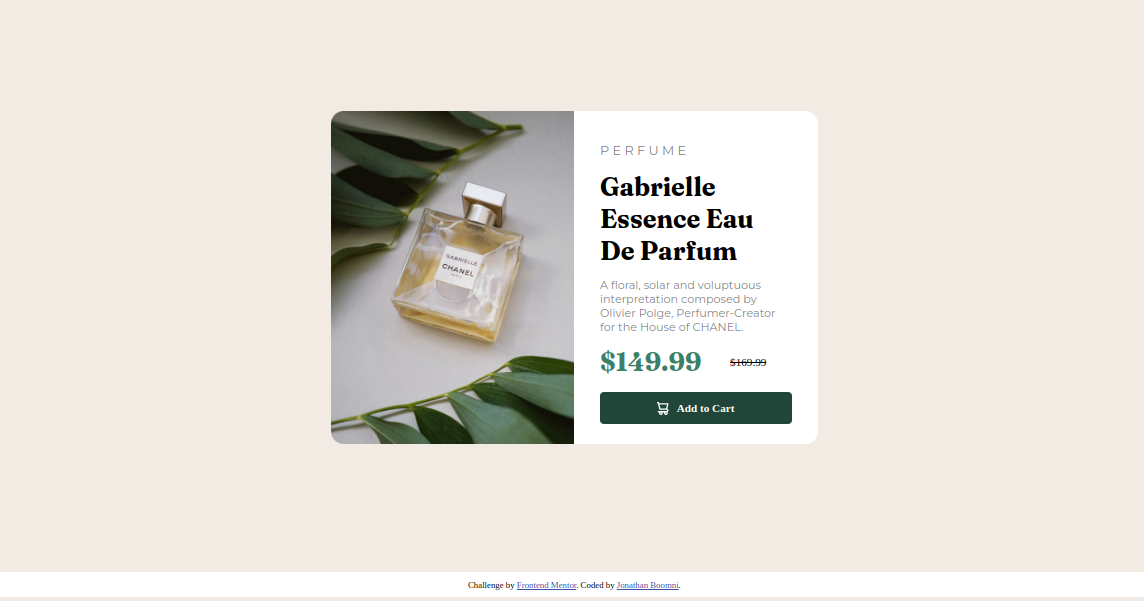 PERFUME
Gabrielle
Essence Eau
De Parfum
A floral, solar and voluptuous
interpretation composed by
Olivier Polge, Perfumer-Creator
for the House of CHANEL.
$149.99 $169.99
Add to Cart
GABRIELLE
CHANEL
PARIS
Challenge by Frontend Mentor. Coded by Jonathan Boomni.